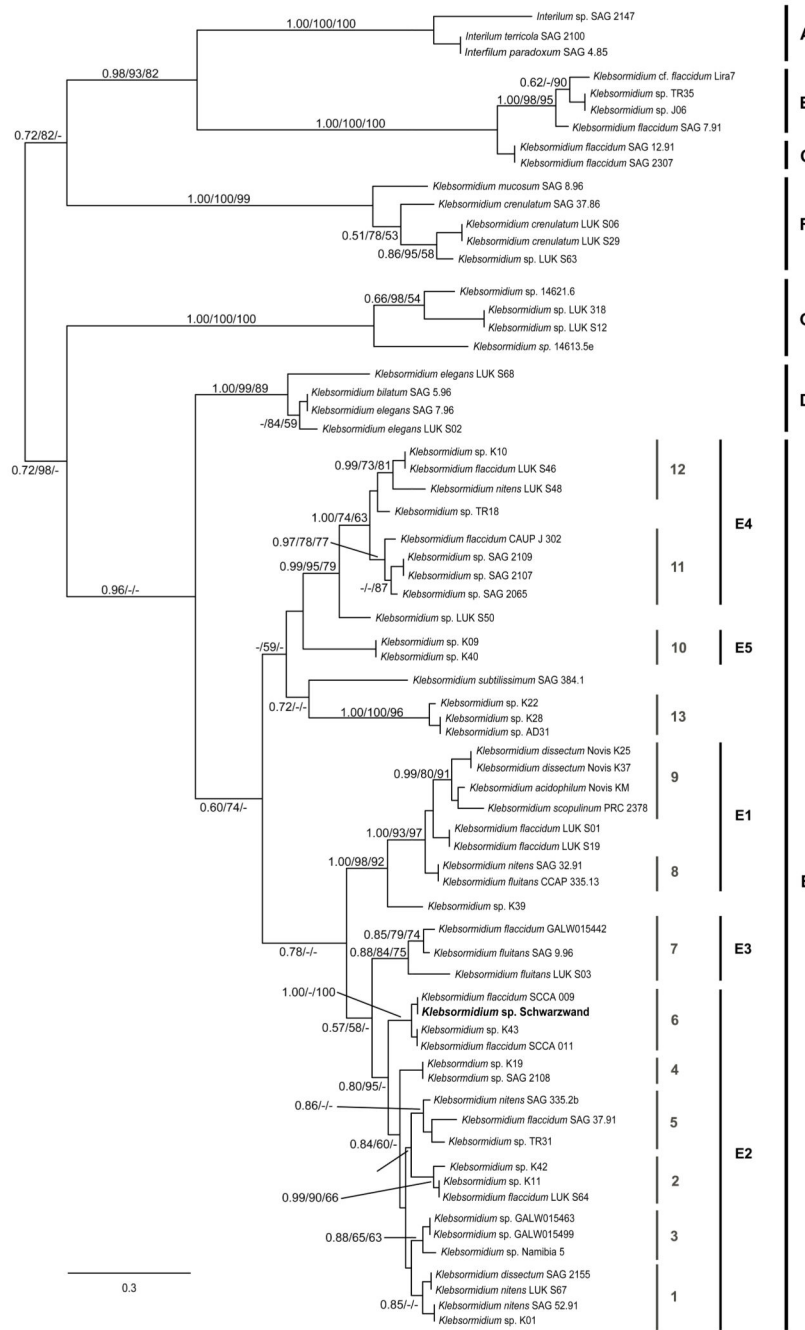 Interilum sp. SAG 2147
1.00/100/100
Interilum terricola SAG 2100
Interfilum paradoxum SAG 4.85
A
0.98/93/82
Klebsormidium cf. flaccidum Lira7
0.62/-/90
Klebsormidium sp. TR35
1.00/98/95
Klebsormidium sp. J06
1.00/100/100
Klebsormidium flaccidum SAG 7.91
0.72/82/-
Klebsormidium flaccidum SAG 12.91
Klebsormidium flaccidum SAG 2307
Klebsormidium mucosum SAG 8.96
1.00/100/99
Klebsormidium crenulatum SAG 37.86
Klebsormidium crenulatum LUK S06
0.51/78/53
Klebsormidium crenulatum LUK S29
0.86/95/58
Klebsormidium sp. LUK S63
F
Klebsormidium sp. 14621.6
0.66/98/54
Klebsormidium sp. LUK 318
1.00/100/100
Klebsormidium sp. LUK S12
Klebsormidium sp. 14613.5e
Klebsormidium elegans LUK S68
1.00/99/89
Klebsormidium bilatum SAG 5.96
Klebsormidium elegans SAG 7.96
D
-/84/59
Klebsormidium elegans LUK S02
0.72/98/-
Klebsormidium sp. K10
0.99/73/81
Klebsormidium flaccidum LUK S46
12
Klebsormidium nitens LUK S48
Klebsormidium sp. TR18
1.00/74/63
E4
0.97/78/77
Klebsormidium flaccidum CAUP J 302
Klebsormidium sp. SAG 2109
0.99/95/79
Klebsormidium sp. SAG 2107
11
-/-/87
Klebsormidium sp. SAG 2065
0.96/-/-
Klebsormidium sp. LUK S50
Klebsormidium sp. K09
-/59/-
Klebsormidium sp. K40
10
E5
Klebsormidium subtilissimum SAG 384.1
0.72/-/-
Klebsormidium sp. K22
1.00/100/96
Klebsormidium sp. K28
13
Klebsormidium sp. AD31
Klebsormidium dissectum Novis K25
0.99/80/91
Klebsormidium dissectum Novis K37
9
Klebsormidium acidophilum Novis KM
0.60/74/-
Klebsormidium scopulinum PRC 2378
E1
1.00/93/97
Klebsormidium flaccidum LUK S01
Klebsormidium flaccidum LUK S19
1.00/98/92
Klebsormidium nitens SAG 32.91
8
Klebsormidium fluitans CCAP 335.13
Klebsormidium sp. K39
0.85/79/74
Klebsormidium flaccidum GALW015442
0.78/-/-
0.88/84/75
Klebsormidium fluitans SAG 9.96
7
E3
Klebsormidium fluitans LUK S03
1.00/-/100
Klebsormidium flaccidum SCCA 009
Klebsormidium sp. Schwarzwand
0.57/58/-
Klebsormidium sp. K43
6
Klebsormidium flaccidum SCCA 011
Klebsormdium sp. K19
0.80/95/-
Klebsormdium sp. SAG 2108
4
0.86/-/-
Klebsormidium nitens SAG 335.2b
Klebsormidium flaccidum SAG 37.91
5
0.84/60/-
Klebsormidium sp. TR31
E2
Klebsormidium sp. K42
Klebsormidium sp. K11
2
0.99/90/66
Klebsormidium flaccidum LUK S64
Klebsormidium sp. GALW015463
0.88/65/63
Klebsormidium sp. GALW015499
3
Klebsormidium sp. Namibia 5
Klebsormidium dissectum SAG 2155
Klebsormidium nitens LUK S67
0.85/-/-
Klebsormidium nitens SAG 52.91
1
Klebsormidium sp. K01
0.3